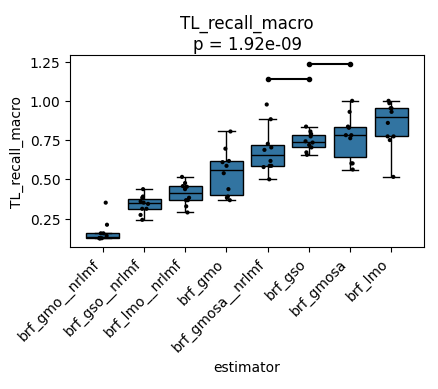 TL_recall_macro
p = 1.92e-09
TL_recall_macro
1.25
1.00
0.75
0.50
0.25
brf_gmo__nrlmf
brf_gso__nrlmf
brf_lmo__nrlmf
brf_gmo
brf_gmosa__nrlmf
brf_gso
brf_gmosa
brf_lmo
estimator